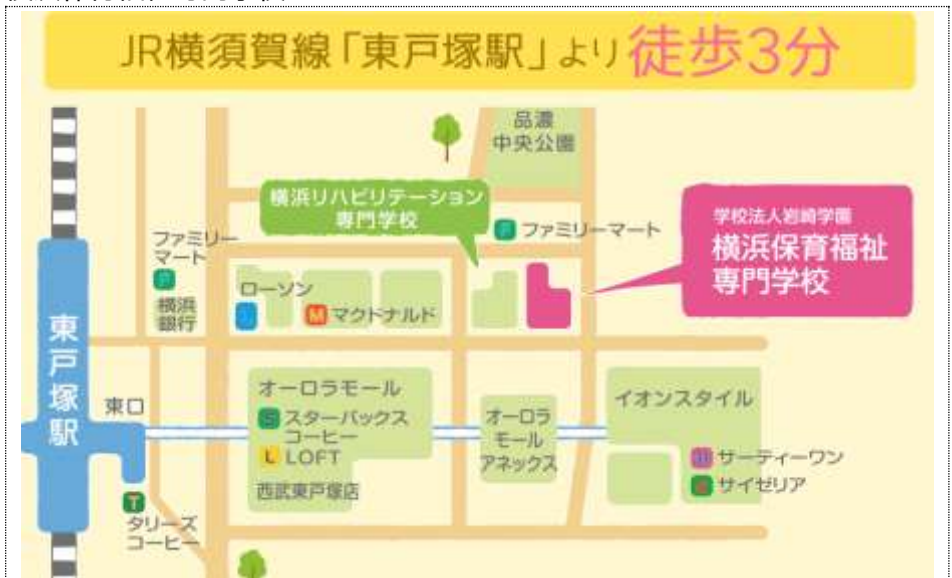 JR横須賀線「東戸塚駅」より 徒歩3分
品濃
中央公園
横浜リハビリテーション
専門学校
学校法人岩崎学園
横浜保育福祉
専門学校
ファミリーマート
ファミリー
マート
横浜
銀行
ローソン
M マクドナルド
東戸塚駅
東口
オーロラモール
S スターバックス
コーヒー
L LOFT
西武東戸塚店
オーロラ
モール
アネックス
イオンスタイル
31 サーティーワン
サイゼリア
T
タリーズ
コーヒー